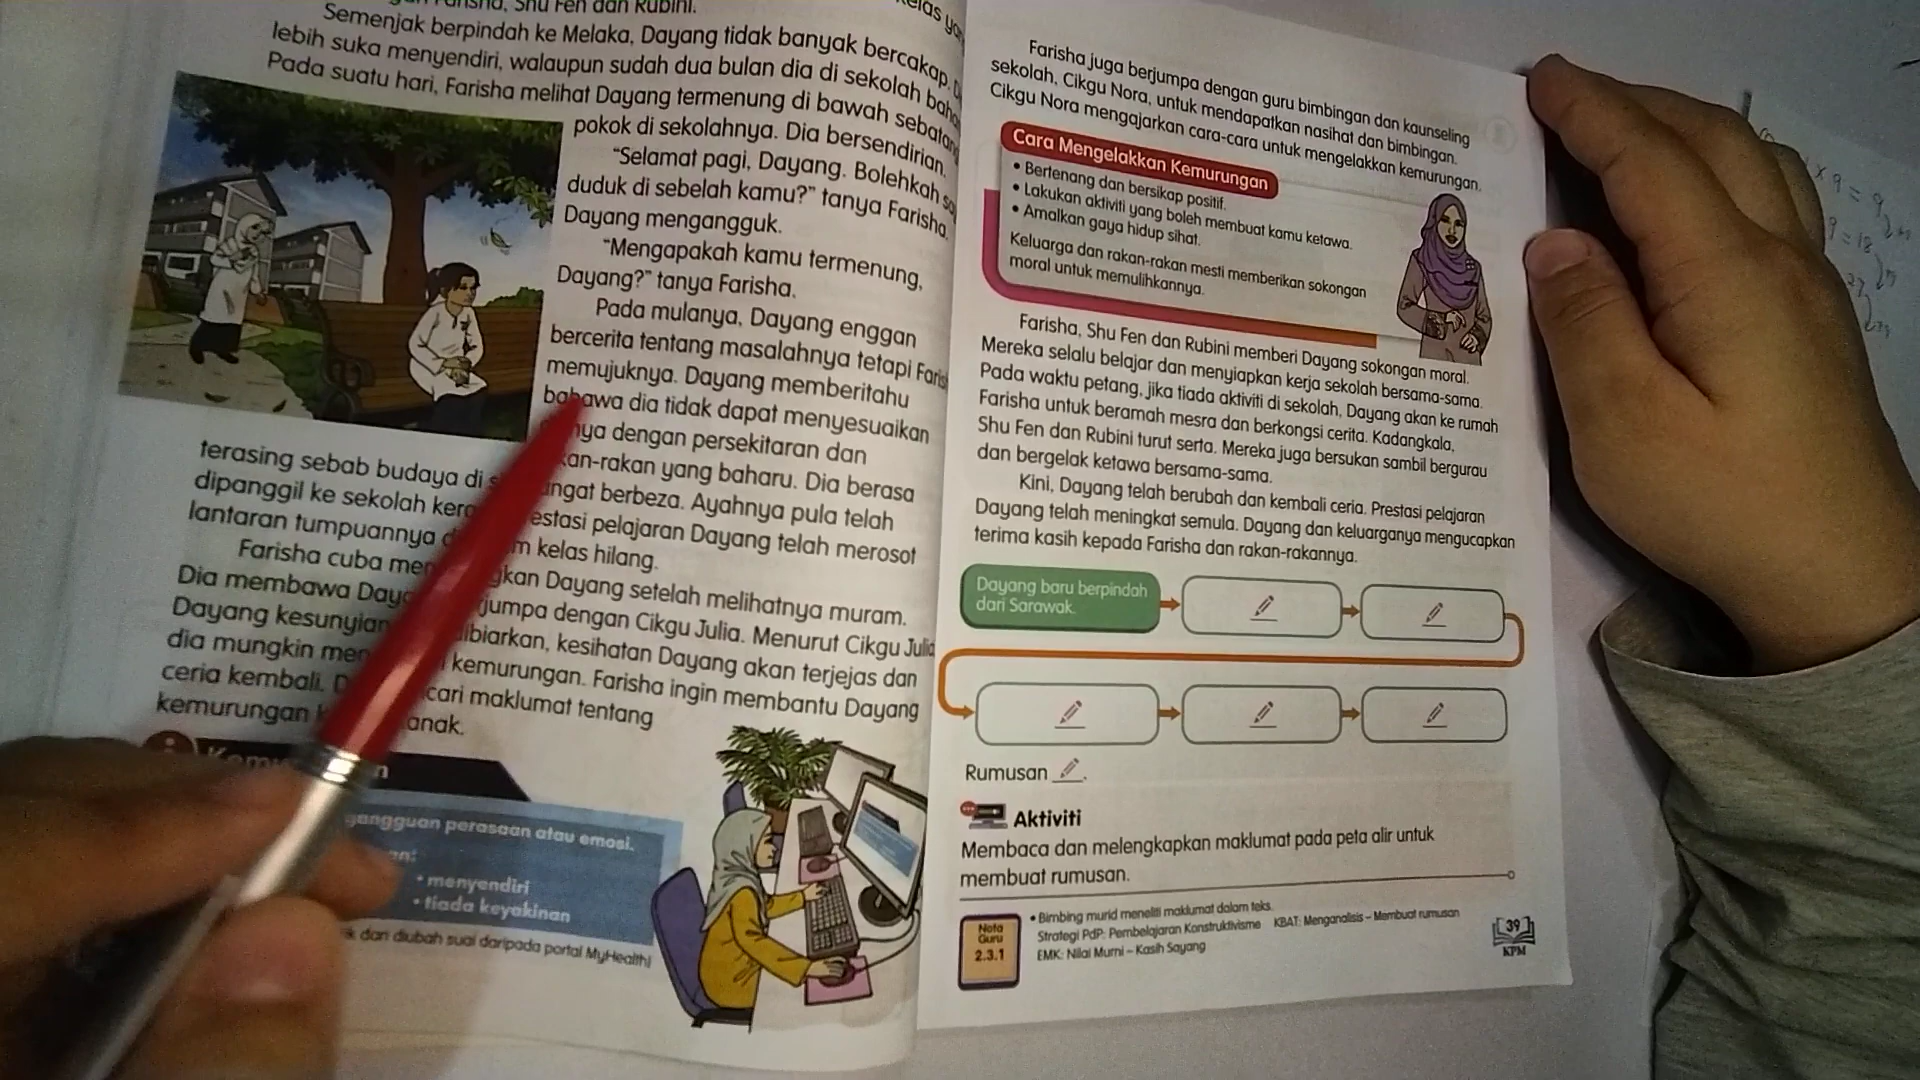 Farisha, Shu Fen dan Rubini.
kelas
Semenjak berpindah ke Melaka, Dayang tidak banyak bercakap.
lebih suka menyendiri, walaupun sudah dua bulan dia di sekolah
Pada suatu hari, Farisha melihat Dayang termenung di bawah
pokok di sekolahnya. Dia bersendirian.
"Selamat pagi, Dayang. Bolehkah
duduk di sebelah kamu?" tanya Farisha.
Dayang mengangguk.
"Mengapakah kamu termenung,
Dayang?" tanya Farisha.
Pada mulanya, Dayang enggan
bercerita tentang masalahnya tetapi
memujuknya. Dayang memberitahu
bahawa dia tidak dapat menyesuaikan
dengan persekitaran dan
yang baharu. Dia berasa
terasing sebab budaya di berbeza. Ayahnya pula telah
dipanggil ke sekolah pelajaran Dayang telah merosot
lantaran tumpuannya kelas hilang.
Farisha cuba Dayang setelah melihatnya muram.
Dia membawa dengan Cikgu Julia. Menurut Cikgu
Dayang kesunyian kesihatan Dayang akan terjejas dan
dia mungkin kemurungan. Farisha ingin membantu Dayang
ceria kembali. maklumat tentang
kemurungan
gangguan perasaan atau emosi.
• menyendiri
• tiada keyakinan
dan diubah suai daripada portal MyHealth)
Farisha juga berjumpa dengan guru bimbingan dan kaunseling
sekolah, Cikgu Nora, untuk mendapatkan nasihat dan bimbingan.
Cikgu Nora mengajarkan cara-cara untuk mengelakkan kemurungan.
Cara Mengelakkan Kemurungan
• Bertenang dan bersikap positif.
• Lakukan aktiviti yang boleh membuat kamu ketawa.
• Amalkan gaya hidup sihat.
Keluarga dan rakan-rakan mesti memberikan sokongan
moral untuk memulihkannya.
Farisha, Shu Fen dan Rubini memberi Dayang sokongan moral.
Mereka selalu belajar dan menyiapkan kerja sekolah bersama-sama.
Pada waktu petang, jika tiada aktiviti di sekolah, Dayang akan ke rumah
Farisha untuk beramah mesra dan berkongsi cerita. Kadangkala,
Shu Fen dan Rubini turut serta. Mereka juga bersukan sambil bergurau
dan bergelak ketawa bersama-sama.
Kini, Dayang telah berubah dan kembali ceria. Prestasi pelajaran
Dayang telah meningkat semula. Dayang dan keluarganya mengucapkan
terima kasih kepada Farisha dan rakan-rakannya.
Dayang baru berpindah
dari Sarawak.
Rumusan
Aktiviti
Membaca dan melengkapkan maklumat pada peta alir untuk
membuat rumusan.
Nota
Guru
2.3.1
• Bimbing murid meneliti maklumat dalam teks.
Strategi PdP: Pembelajaran Konstruktivisme KBAT: Menganalisis – Membuat rumusan
EMK: Nilai Murni – Kasih Sayang
39
KPM
× 9 = 9
9 = 18